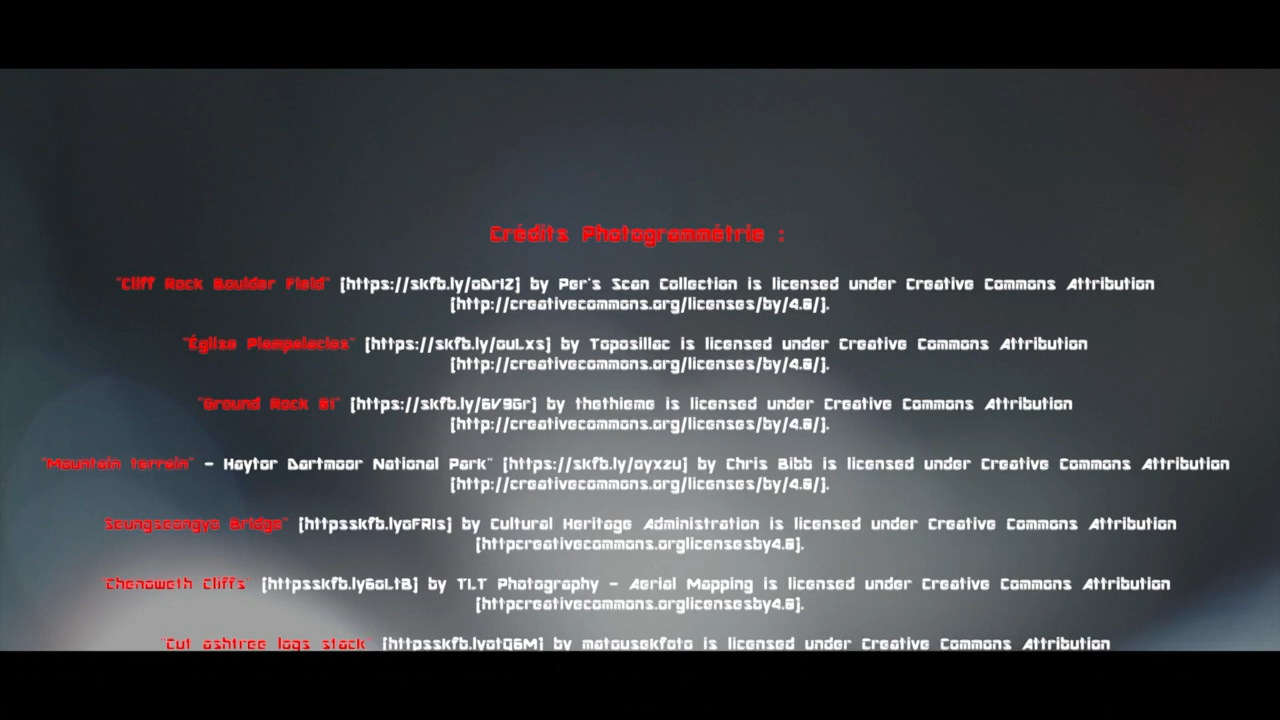 Crédits Photogrammétrie :
"Cliff Rock Boulder Field" [https://skfb.ly/oDrIZ] by Per's Scan Collection is licensed under Creative Commons Attribution
[http://creativecommons.org/licenses/by/4.0/].
"Église Plempelacies" [https://skfb.ly/ouLxs] by Toposillac is licensed under Creative Commons Attribution
[http://creativecommons.org/licenses/by/4.0/].
"Ground Rock 01" [https://skfb.ly/6V9Gr] by thethieme is licensed under Creative Commons Attribution
[http://creativecommons.org/licenses/by/4.0/].
"Mountain terrain" - Haytor Dartmoor National Park" [https://skfb.ly/oyxzu] by Chris Bibb is licensed under Creative Commons Attribution
[http://creativecommons.org/licenses/by/4.0/].
Seungseongyo Bridge" [httpsskfb.lyoFRIs] by Cultural Heritage Administration is licensed under Creative Commons Attribution
[httpcreativecommons.orglicensesby4.0].
"Chenoweth Cliffs" [httpsskfb.ly6oLtB] by TLT Photography - Aerial Mapping is licensed under Creative Commons Attribution
[httpcreativecommons.orglicensesby4.0].
"Cut ashtree logs stack" [httpsskfb.lyotQ6M] by matousekfoto is licensed under Creative Commons Attribution